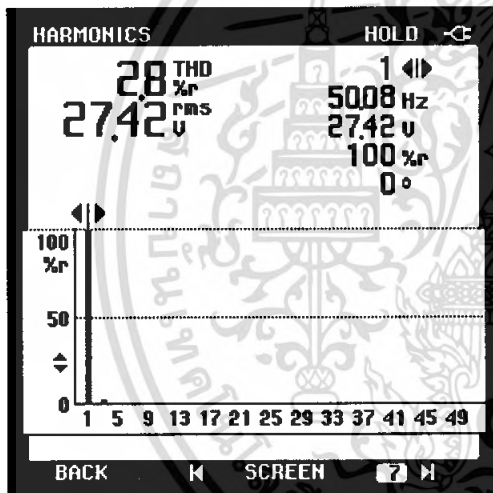 HARMONICS HOLD
2.8 THD %r
27.42 rms V
1
50.08 Hz
27.42 V
100 %r
0 °
100
%r
50
0
1 5 9 13 17 21 25 29 33 37 41 45 49
BACK SCREEN 7